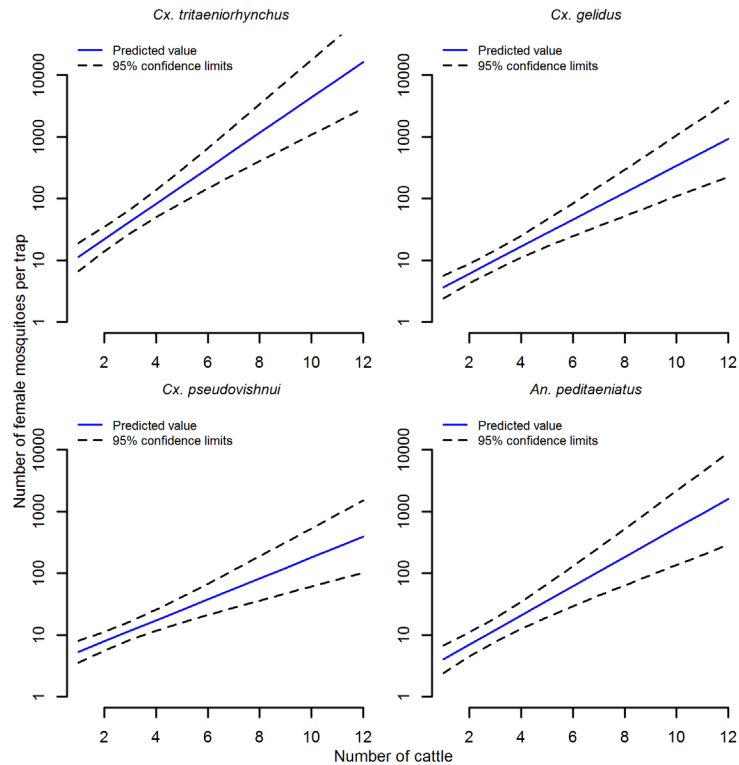 Cx. tritaeniorhynchus
Predicted value
95% confidence limits
10000
1000
100
10
1
2 4 6 8 10 12
Cx. gelidus
Predicted value
95% confidence limits
10000
1000
100
10
1
2 4 6 8 10 12
Number of female mosquitoes per trap
Cx. pseudovishnui
Predicted value
95% confidence limits
10000
1000
100
10
1
2 4 6 8 10 12
An. peditaeniatus
Predicted value
95% confidence limits
10000
1000
100
10
1
2 4 6 8 10 12
Number of cattle